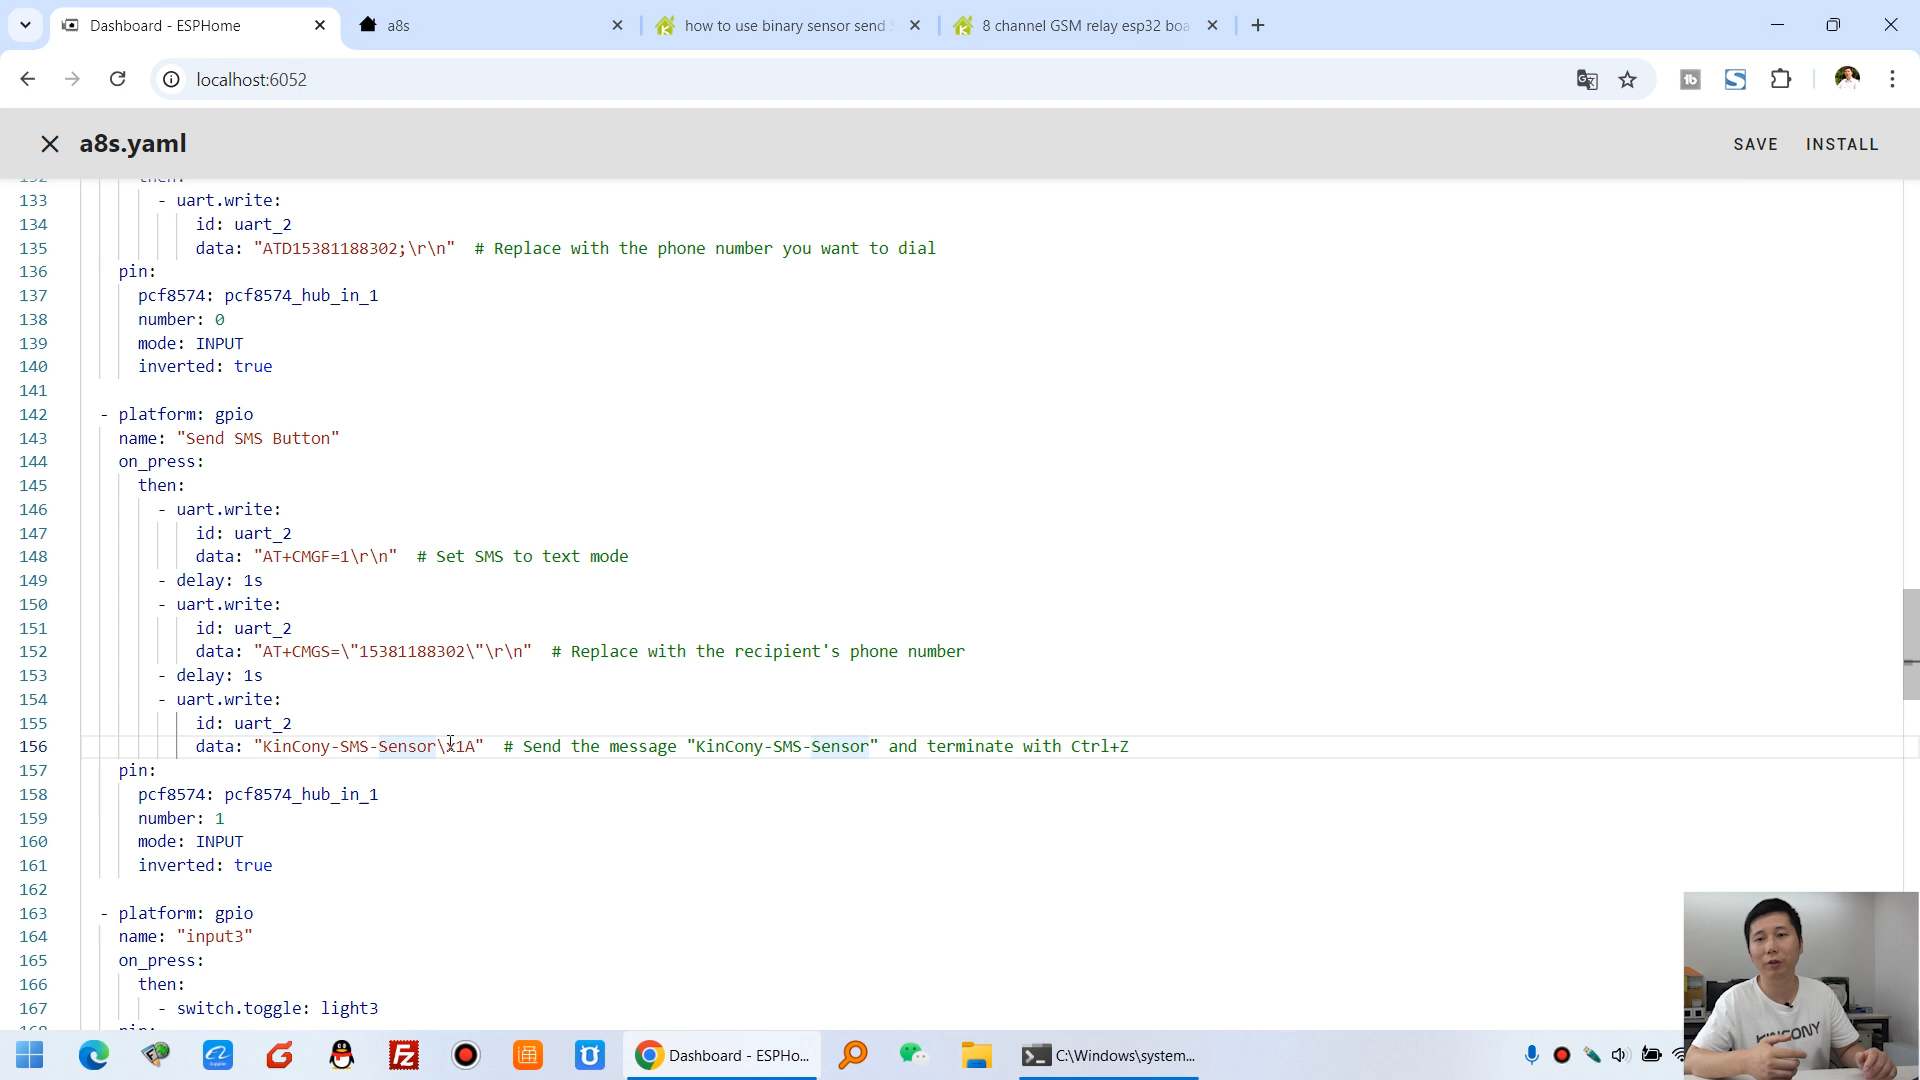 Dashboard - ESPHome
a8s
how to use binary sensor send
8 channel GSM relay esp32 boa
localhost:6052
a8s.yaml
SAVE
INSTALL
133 - uart.write:
134 id: uart_2
135 data: "ATD15381188302;\r\n" # Replace with the phone number you want to dial
136 pin:
137 pcf8574: pcf8574_hub_in_1
138 number: 0
139 mode: INPUT
140 inverted: true
141
142 - platform: gpio
143 name: "Send SMS Button"
144 on_press:
145 then:
146 - uart.write:
147 id: uart_2
148 data: "AT+CMGF=1\r\n" # Set SMS to text mode
149 - delay: 1s
150 - uart.write:
151 id: uart_2
152 data: "AT+CMGS=\"15381188302\"\r\n" # Replace with the recipient's phone number
153 - delay: 1s
154 - uart.write:
155 id: uart_2
156 data: "KinCony-SMS-Sensor\x1A" # Send the message "KinCony-SMS-Sensor" and terminate with Ctrl+Z
157 pin:
158 pcf8574: pcf8574_hub_in_1
159 number: 1
160 mode: INPUT
161 inverted: true
162
163 - platform: gpio
164 name: "input3"
165 on_press:
166 then:
167 - switch.toggle: light3
Dashboard - ESPHo...
C:\Windows\system...
KINCONY